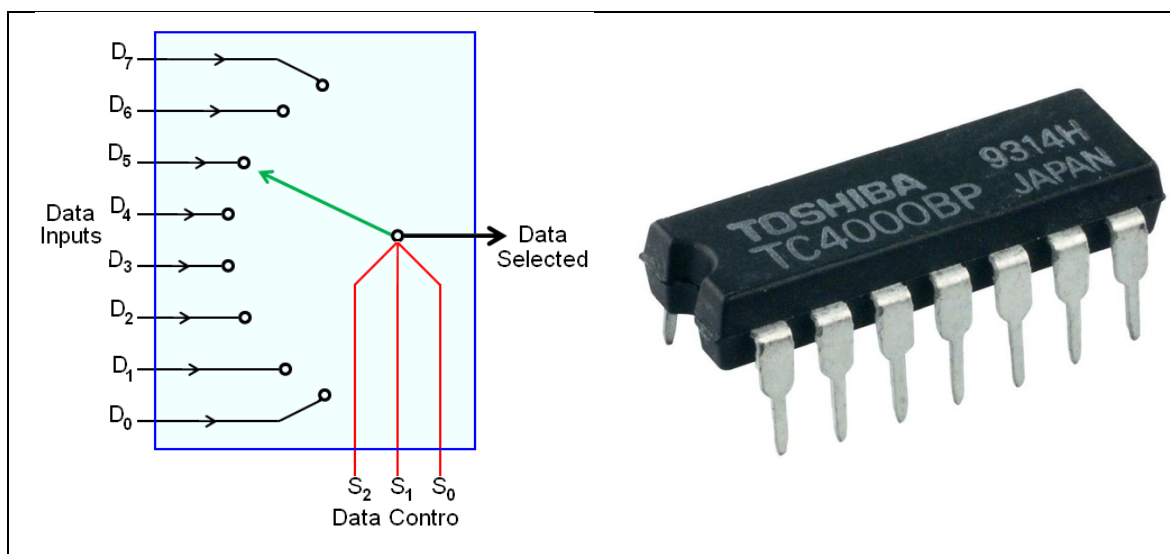 D7
D6
D5
D4
D3
D2
D1
D0
Data
Inputs
Data
Selected
S2 S1 S0
Data Contro
TOSHIBA 9314H
TC4000BP JAPAN